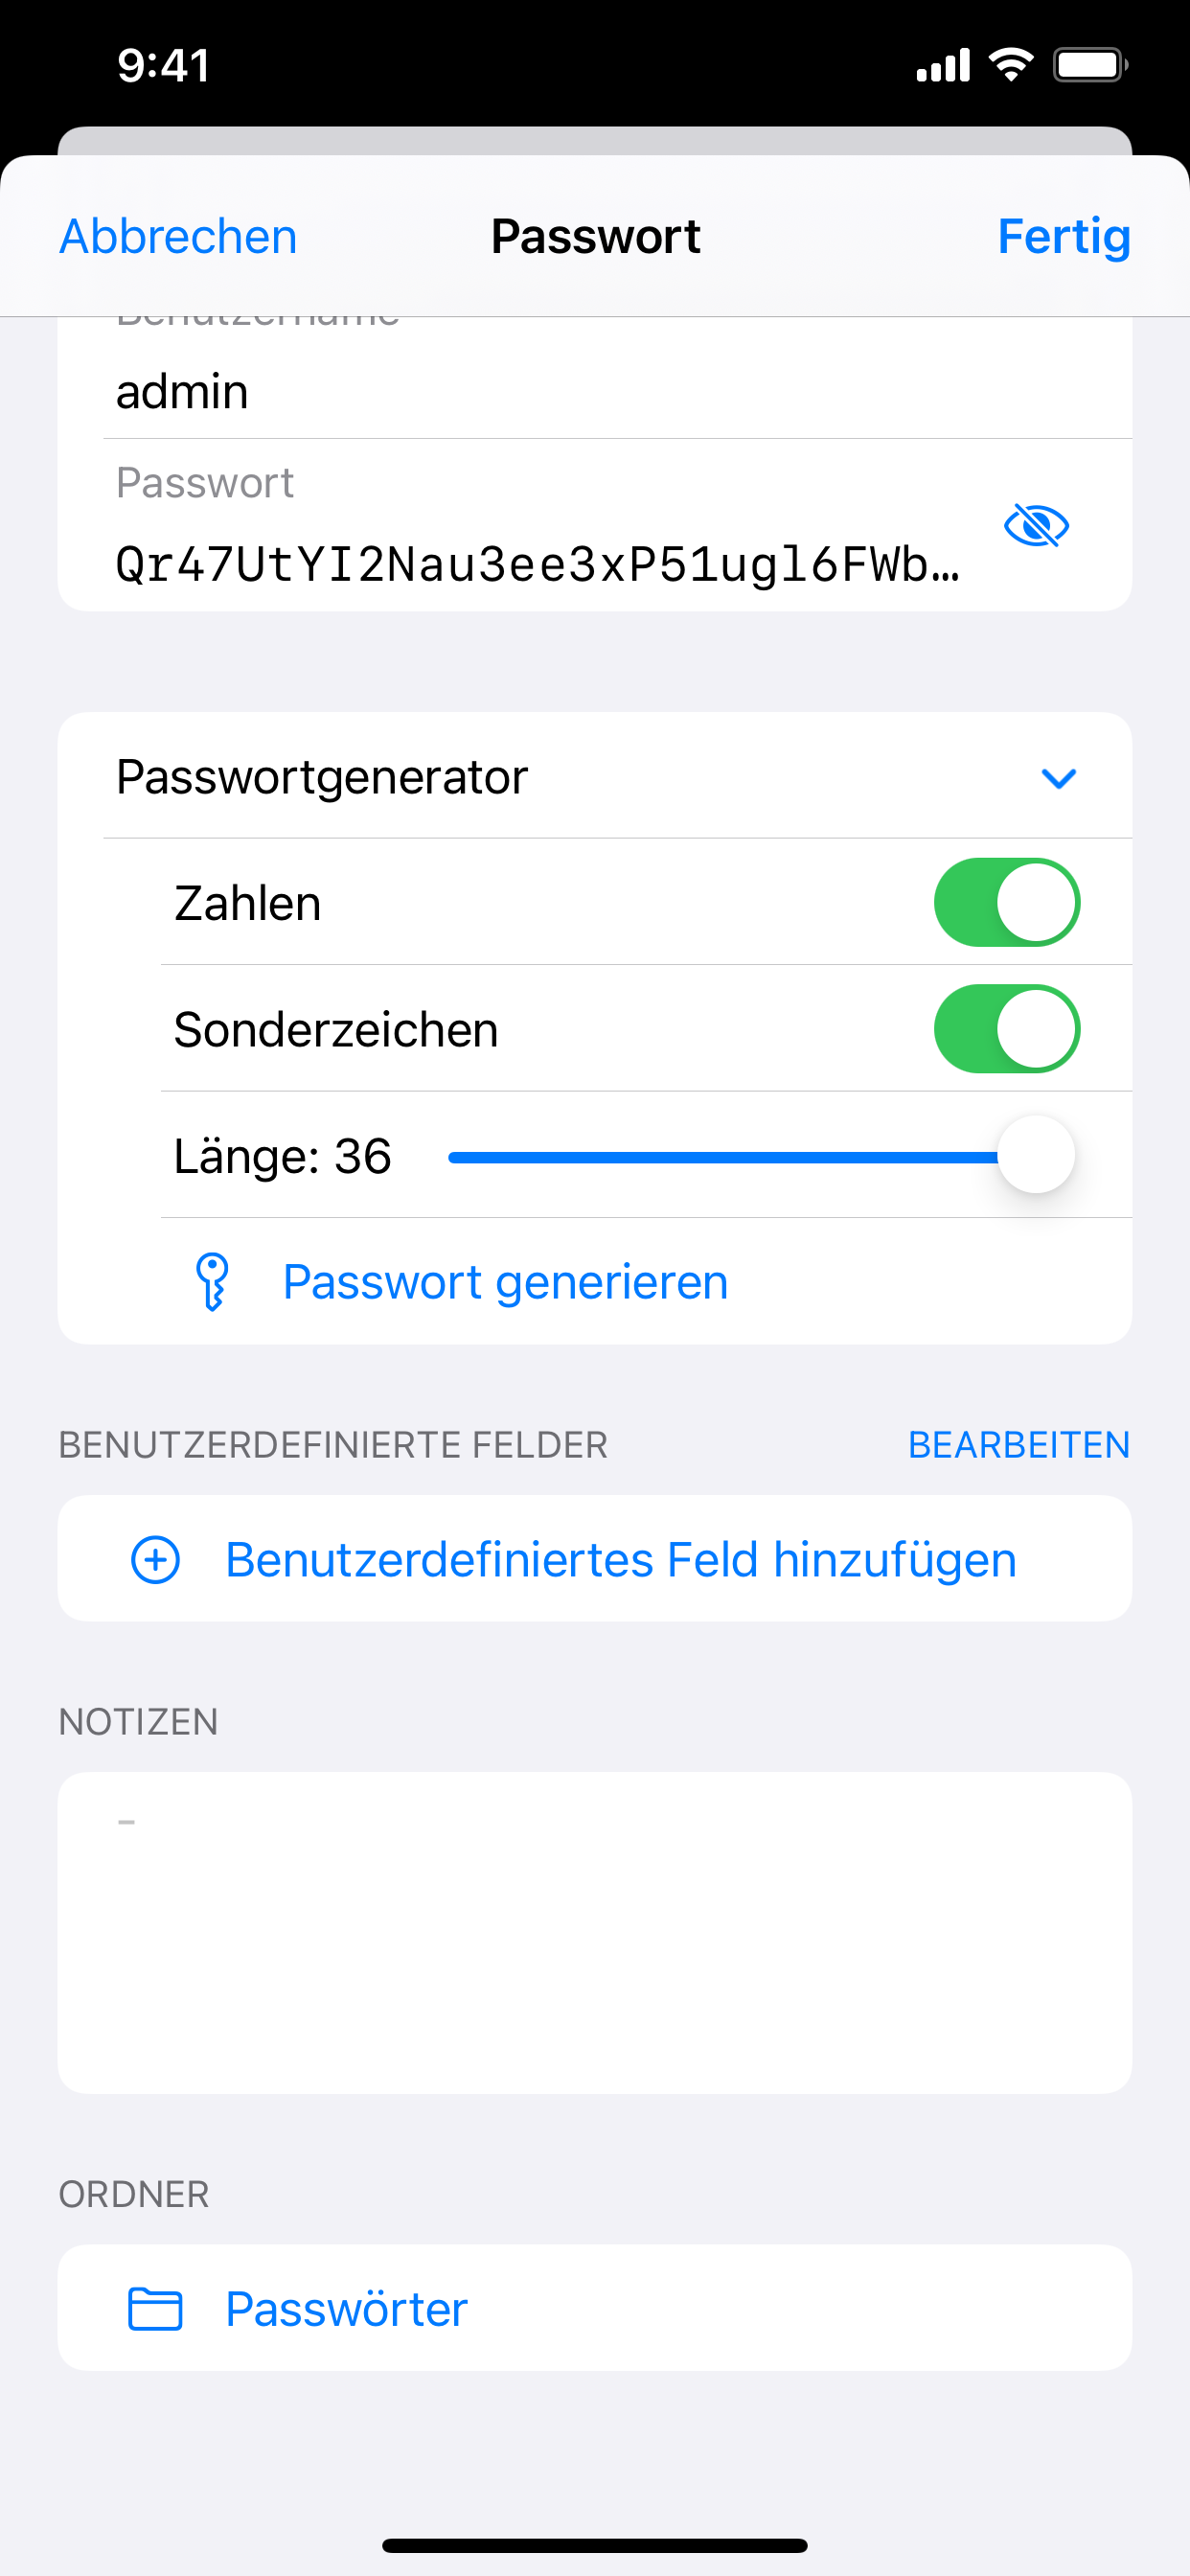 9:41
Abbrechen
Passwort
Fertig
Benutzername
admin
Passwort
Qr47UtYI2Nau3ee3xP51ugl6FWb…
Passwortgenerator
Zahlen
Sonderzeichen
Länge: 36
Passwort generieren
BENUTZERDEFINIERTE FELDER
BEARBEITEN
Benutzerdefiniertes Feld hinzufügen
NOTIZEN
-
ORDNER
Passwörter